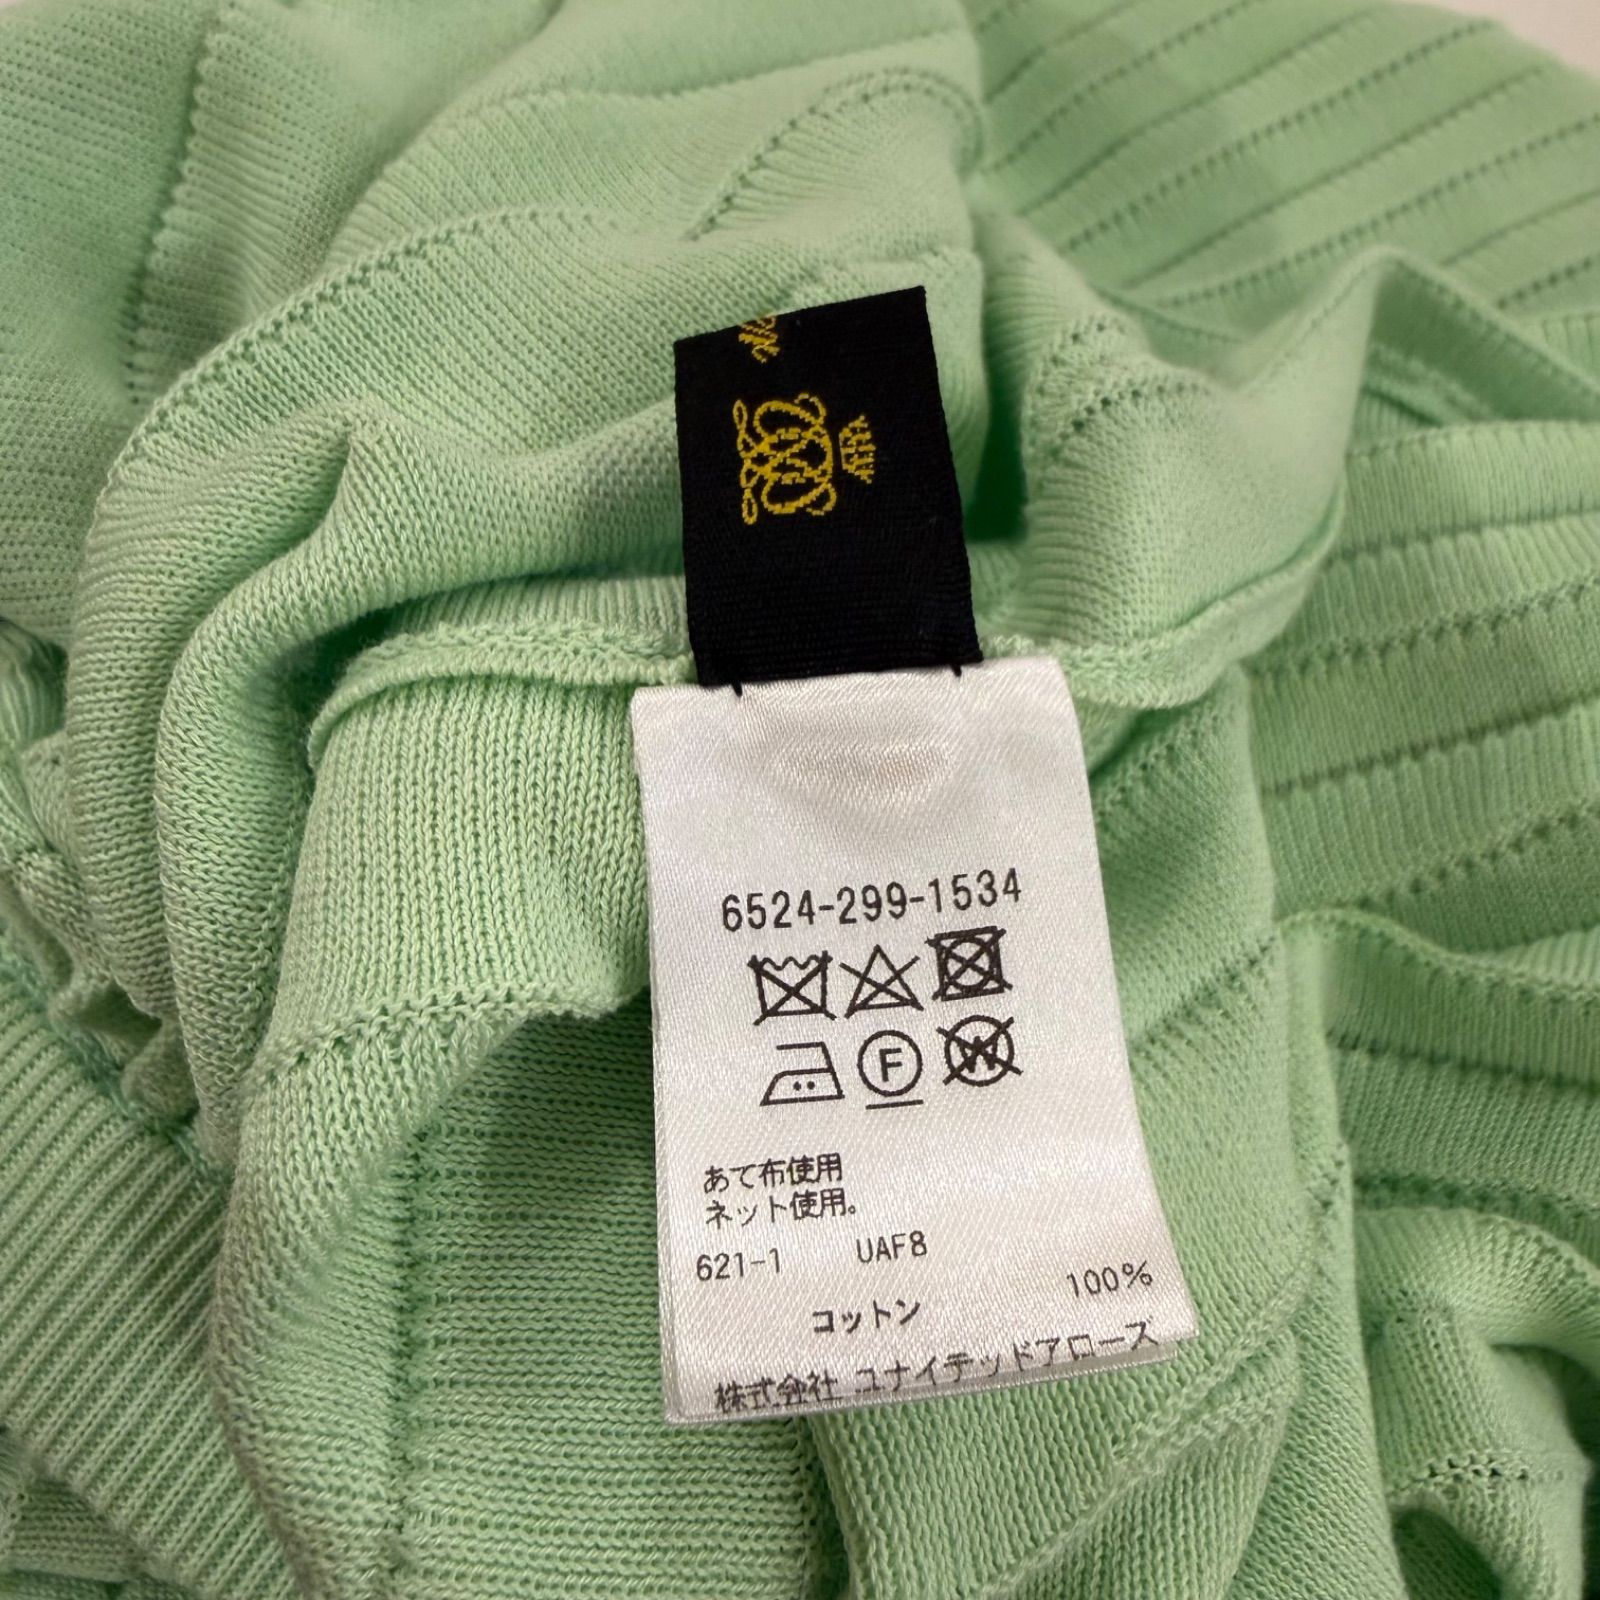 6524-299-1534
F
W
あて布使用
ネット使用。
621-1 UAF8
コットン 100%
株式会社 ユナイテッドアローズ